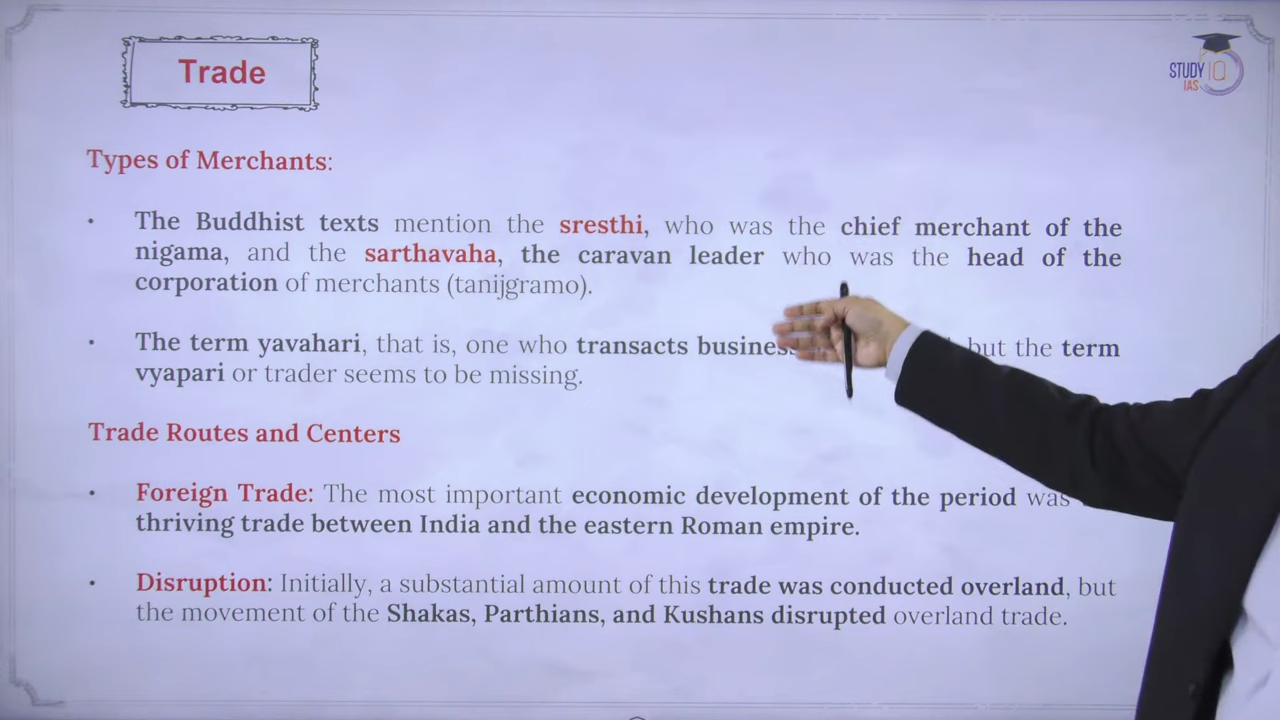 Trade
STUDY IQ
IAS
Types of Merchants:
• The Buddhist texts mention the sresthi, who was the chief merchant of the
nigama, and the sarthavaha, the caravan leader who was the head of the
corporation of merchants (tanijgramo).
• The term yavahari, that is, one who transacts busines but the term
vyapari or trader seems to be missing.
Trade Routes and Centers
• Foreign Trade: The most important economic development of the period was
thriving trade between India and the eastern Roman empire.
• Disruption: Initially, a substantial amount of this trade was conducted overland, but
the movement of the Shakas, Parthians, and Kushans disrupted overland trade.